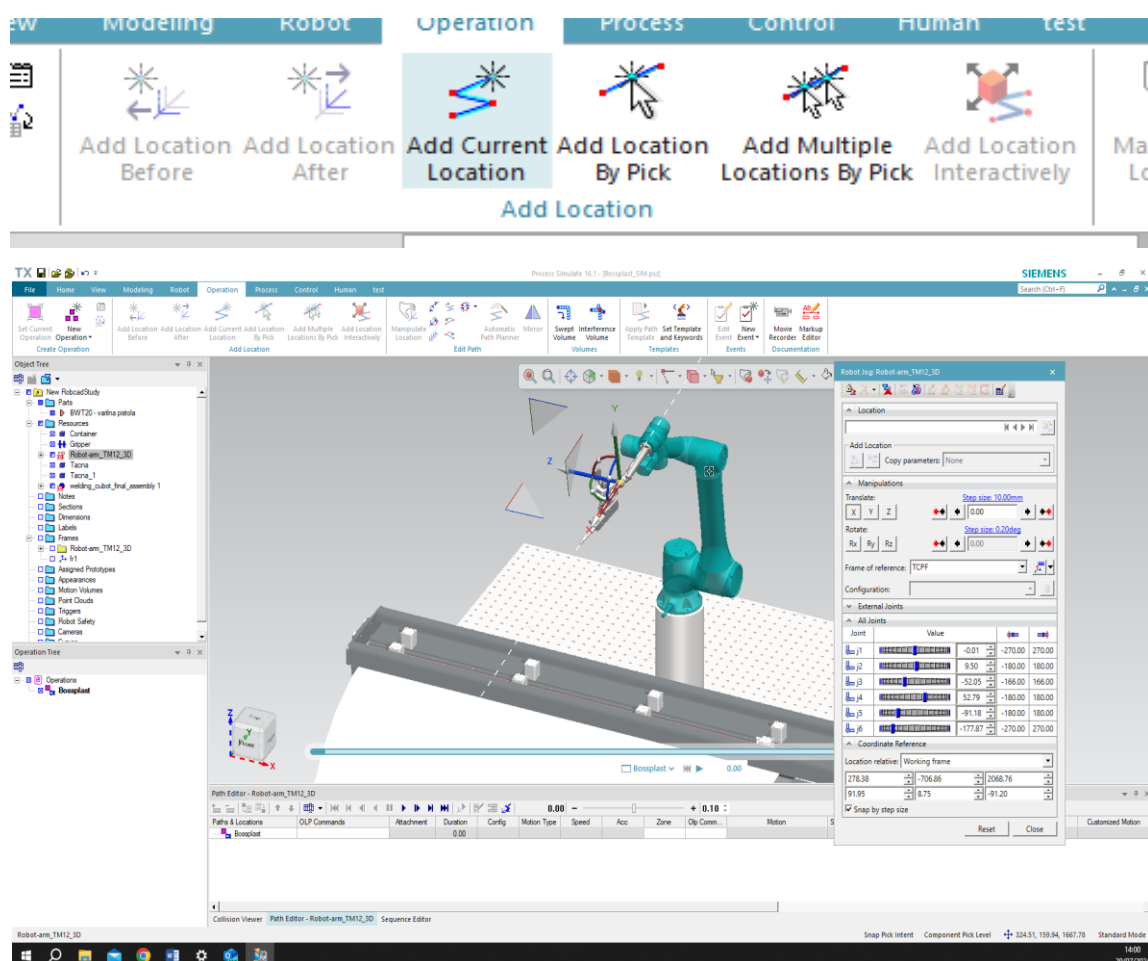 Modeling Robot Operation Process Control Human test
Add Location Before
Add Location After
Add Current Location
Add Location By Pick
Add Multiple Locations By Pick
Add Location Interactively
Add Location
TX
Process Simulate 16.1 - [Bossplast_SIM.psz]
SIEMENS
File Home View Modeling Robot Operation Process Control Human test
Search (Ctrl+F)
Set Current Operation
New Operation
Add Location Before
Add Location After
Add Current Location
Add Location By Pick
Add Multiple Locations By Pick
Add Location Interactively
Manipulate Location
Automatic Path Planner
Mirror
Swept Volume
Interference Volume
Apply Path Template
Set Template and Keywords
Edit Event
New Event
Movie Recorder
Markup Editor
Create Operation Add Location Edit Path Volumes Templates Events Documentation
Object Tree
New RobcadStudy
Parts
BWT20 - varilna pistola
Resources
Container
Gripper
Robot-arm_TM12_3D
Tacna
Tacna_1
welding_cubot_final_assembly 1
Notes
Sections
Dimensions
Labels
Frames
Robot-arm_TM12_3D
fr1
Assigned Prototypes
Appearances
Motion Volumes
Point Clouds
Triggers
Robot Safety
Cameras
Operation Tree
Operations
Bossplast
Y
Z
X
Z
Y
Front
X
Bossplast 0.00
Robot Jog: Robot-arm_TM12_3D
Location
Add Location
Copy parameters: None
Manipulations
Translate: Step size: 10.00mm
X Y Z 0.00
Rotate: Step size: 0.20deg
Rx Ry Rz 0.00
Frame of reference: TCPF
Configuration:
External Joints
All Joints
Joint Value
j1 -0.01 -270.00 270.00
j2 9.50 -180.00 180.00
j3 -52.05 -166.00 166.00
j4 52.79 -180.00 180.00
j5 -91.18 -180.00 180.00
j6 -177.87 -270.00 270.00
Coordinate Reference
Location relative: Working frame
278.38 -706.86 2068.76
91.95 8.75 -91.20
Snap by step size
Reset Close
Path Editor - Robot-arm_TM12_3D
0.00 0.10
Paths & Locations OLP Commands Attachment Duration Config Motion Type Speed Acc Zone Olp Comm... Motion Customized Motion
Bossplast 0.00
Collision Viewer Path Editor - Robot-arm_TM12_3D Sequence Editor
Robot-arm_TM12_3D
Snap Pick Intent Component Pick Level 324.51, 159.94, 1667.78 Standard Mode
14:00